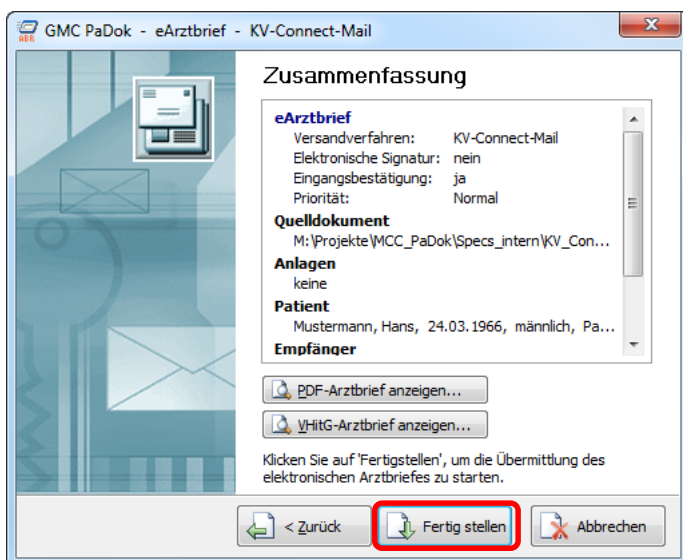 GMC PaDok - eArztbrief - KV-Connect-Mail
ABR
Zusammenfassung
eArztbrief
Versandverfahren: KV-Connect-Mail
Elektronische Signatur: nein
Eingangsbestätigung: ja
Priorität: Normal
Quelldokument
M:\Projekte\MCC_PaDok\Specs_intern\KV_Con...
Anlagen
keine
Patient
Mustermann, Hans, 24.03.1966, männlich, Pa...
Empfänger
PDF-Arztbrief anzeigen...
VHitG-Arztbrief anzeigen...
Klicken Sie auf 'Fertigstellen', um die Übermittlung des
elektronischen Arztbriefes zu starten.
< Zurück Fertig stellen Abbrechen